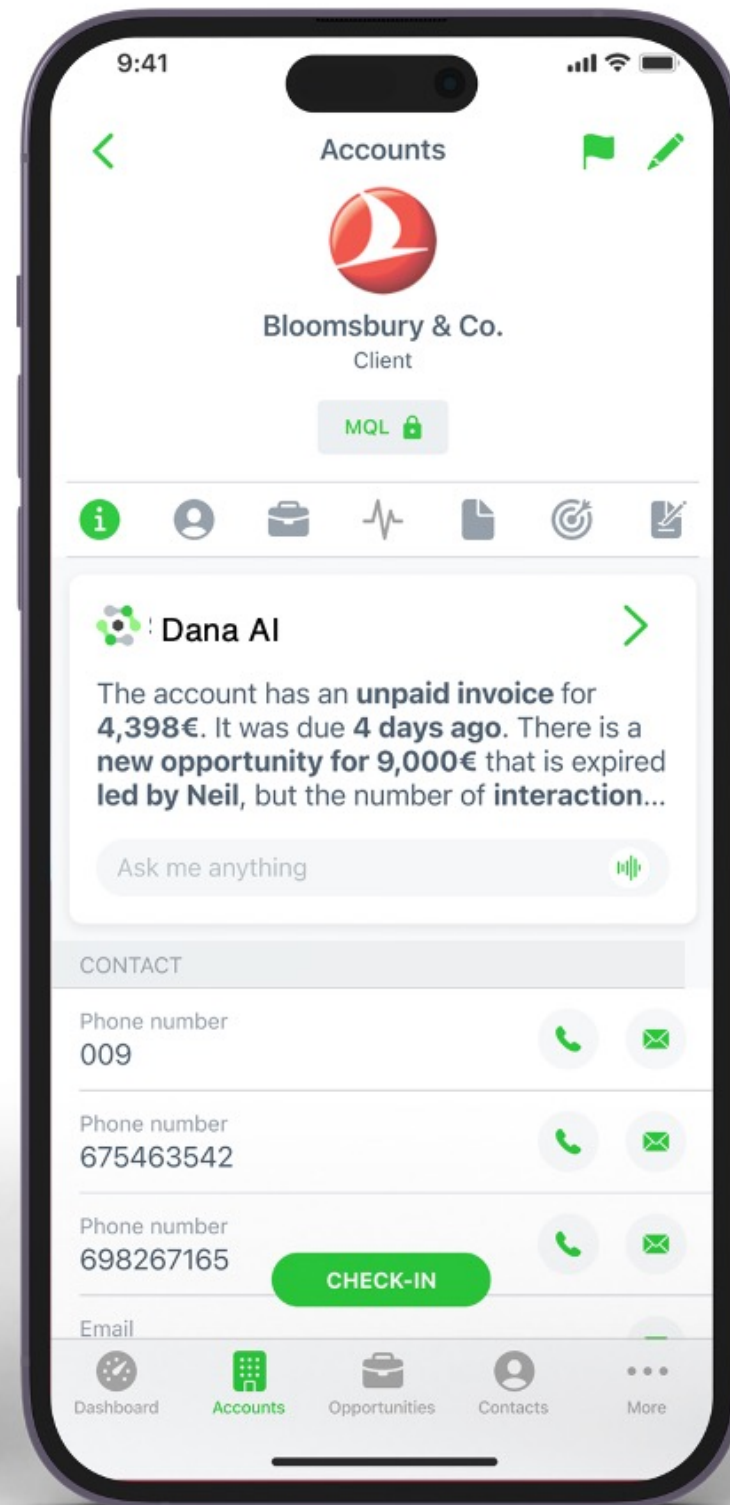 9:41
Accounts
Bloomsbury & Co.
Client
MQL
Dana AI
The account has an unpaid invoice for
4,398€. It was due 4 days ago. There is a
new opportunity for 9,000€ that is expired
led by Neil, but the number of interaction...
Ask me anything
CONTACT
Phone number
009
Phone number
675463542
Phone number
698267165
CHECK-IN
Email
Dashboard
Accounts
Opportunities
Contacts
More